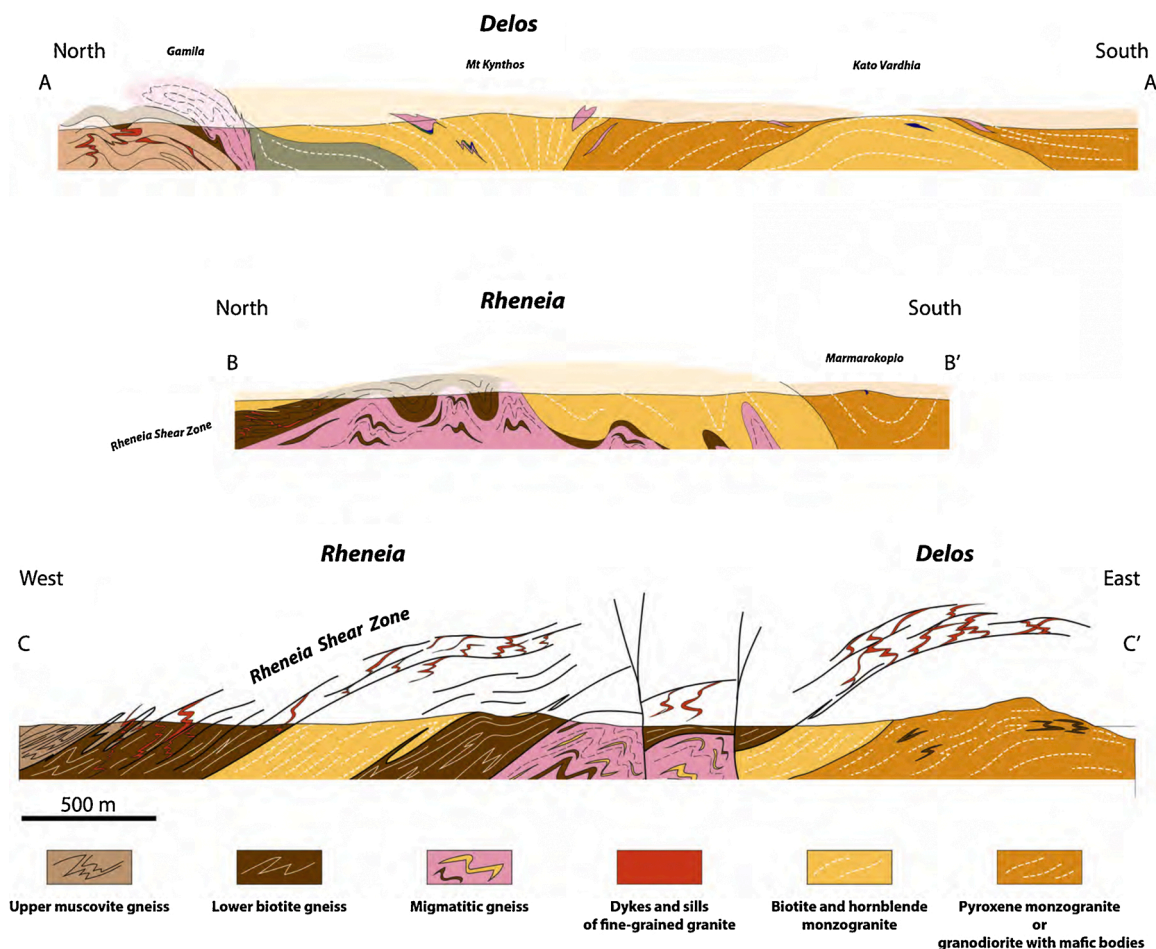 Delos
North
Gamila
Mt Kynthos
Kato Vardhia
South
A
A
Rheneia
North
South
B
Marmarokopio
B'
Rheneia Shear Zone
Rheneia
Delos
West
East
C
Rheneia Shear Zone
C'
500 m
Upper muscovite gneiss
Lower biotite gneiss
Migmatitic gneiss
Dykes and sills
of fine-grained granite
Biotite and hornblende
monzogranite
Pyroxene monzogranite
or
granodiorite with mafic bodies